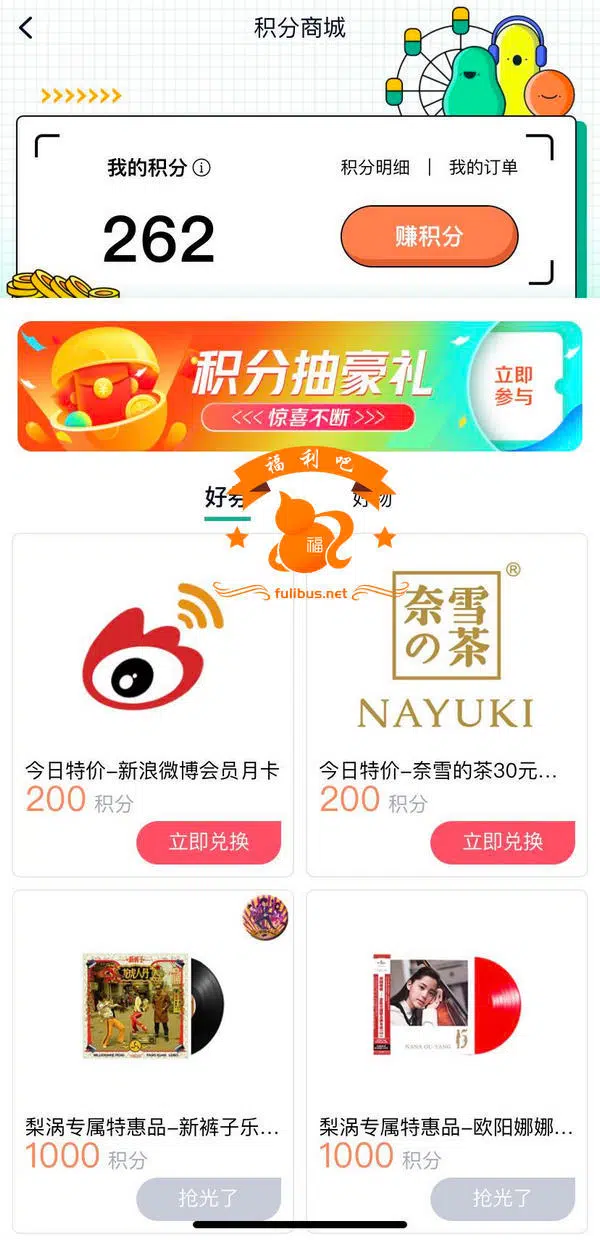 积分商城
我的积分
积分明细 | 我的订单
262
赚积分
积分抽豪礼
<<< 惊喜不断 >>>
立即
参与
福利吧
好券
好物
福
fulibus.net
奈雪
の茶
®
NAYUKI
今日特价-新浪微博会员月卡
200 积分
立即兑换
今日特价-奈雪的茶30元...
200 积分
立即兑换
NANA OU-YANG
15
梨涡专属特惠品-新裤子乐...
1000 积分
抢光了
梨涡专属特惠品-欧阳娜娜...
1000 积分
抢光了